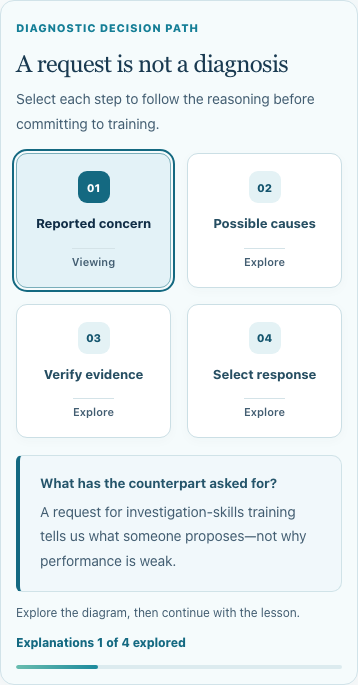 DIAGNOSTIC DECISION PATH
A request is not a diagnosis
Select each step to follow the reasoning before
committing to training.
01
Reported concern
Viewing
02
Possible causes
Explore
03
Verify evidence
Explore
04
Select response
Explore
What has the counterpart asked for?
A request for investigation-skills training
tells us what someone proposes—not why
performance is weak.
Explore the diagram, then continue with the lesson.
Explanations 1 of 4 explored